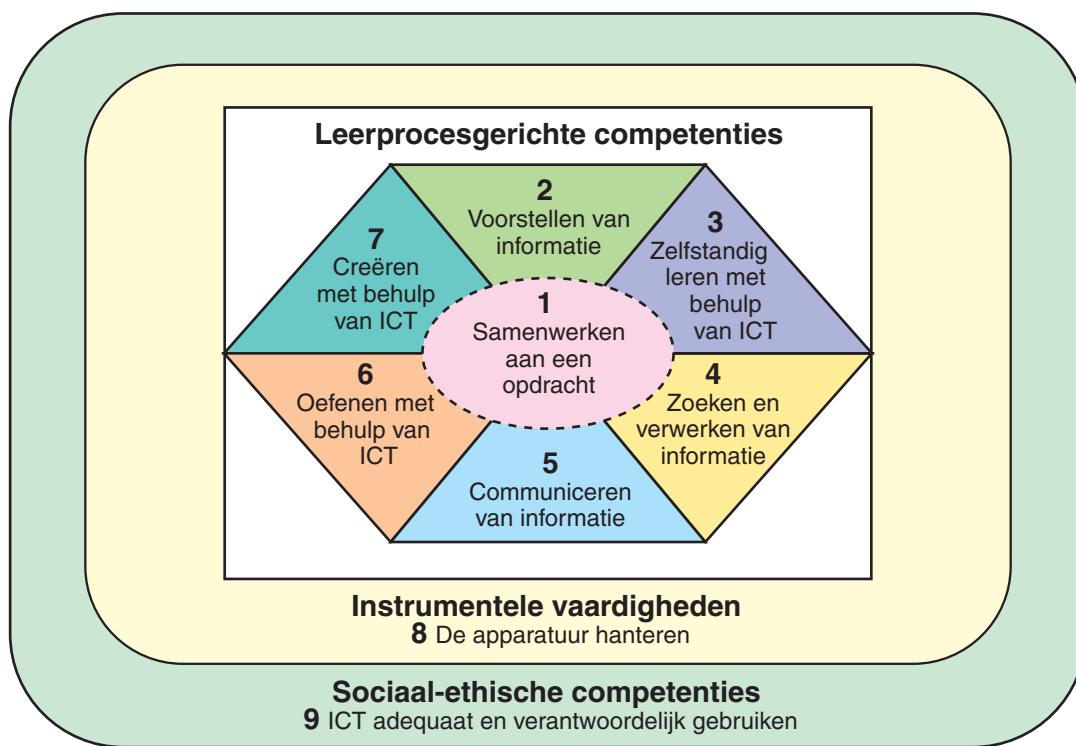 Leerprocesgerichte competenties
1
Samenwerken
aan een
opdracht
2
Voorstellen van
informatie
3
Zelfstandig
leren met
behulp
van ICT
4
Zoeken en
verwerken van
informatie
5
Communiceren
van informatie
6
Oefenen met
behulp van
ICT
7
Creëren
met behulp
van ICT
Instrumentele vaardigheden
8 De apparatuur hanteren
Sociaal-ethische competenties
9 ICT adequaat en verantwoordelijk gebruiken